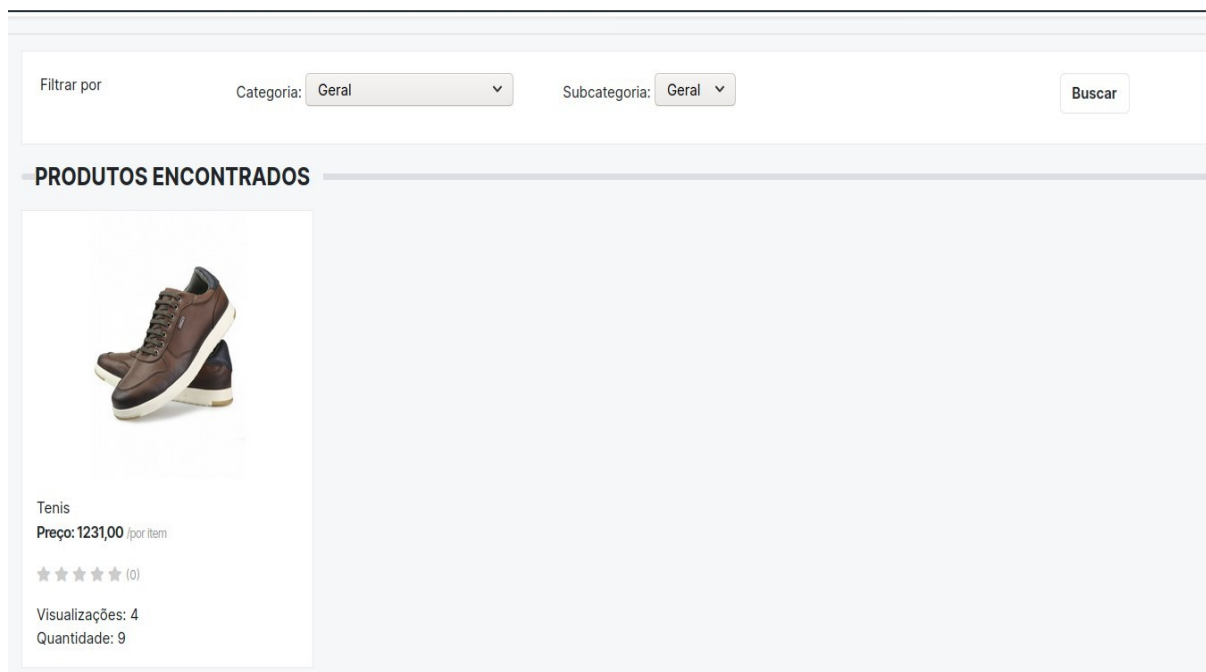 Filtrar por
Categoria: Geral
Subcategoria: Geral
Buscar
PRODUTOS ENCONTRADOS
Tenis
Preço: 1231,00 /por item
(0)
Visualizações: 4
Quantidade: 9